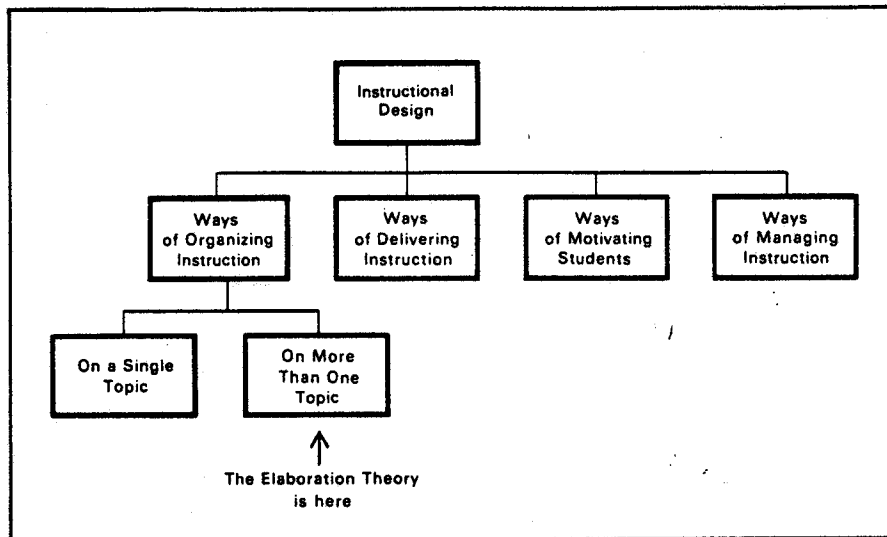 Instructional
Design
Ways
of Organizing
Instruction
Ways
of Delivering
Instruction
Ways
of Motivating
Students
Ways
of Managing
Instruction
On a Single
Topic
On More
Than One
Topic
The Elaboration Theory
is here